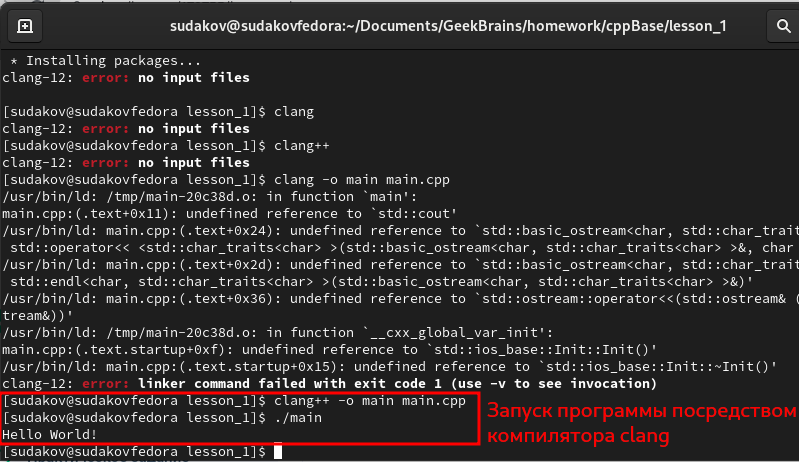 sudakov@sudakovfedora:~/Documents/GeekBrains/homework/cppBase/lesson_1
* Installing packages...
clang-12: error: no input files
[sudakov@sudakovfedora lesson_1]$ clang
clang-12: error: no input files
[sudakov@sudakovfedora lesson_1]$ clang++
clang-12: error: no input files
[sudakov@sudakovfedora lesson_1]$ clang -o main main.cpp
/usr/bin/ld: /tmp/main-20c38d.o: in function `main':
main.cpp:(.text+0x11): undefined reference to `std::cout'
/usr/bin/ld: main.cpp:(.text+0x24): undefined reference to `std::basic_ostream<char, std::char_trait
std::operator<< <std::char_traits<char> >(std::basic_ostream<char, std::char_traits<char> >&, char
/usr/bin/ld: main.cpp:(.text+0x2d): undefined reference to `std::basic_ostream<char, std::char_trait
std::endl<char, std::char_traits<char> >(std::basic_ostream<char, std::char_traits<char> >&)'
/usr/bin/ld: main.cpp:(.text+0x36): undefined reference to `std::ostream::operator<<(std::ostream& (
tream&))'
/usr/bin/ld: /tmp/main-20c38d.o: in function `__cxx_global_var_init':
main.cpp:(.text.startup+0xf): undefined reference to `std::ios_base::Init::Init()'
/usr/bin/ld: main.cpp:(.text.startup+0x15): undefined reference to `std::ios_base::Init::~Init()'
clang-12: error: linker command failed with exit code 1 (use -v to see invocation)
[sudakov@sudakovfedora lesson_1]$ clang++ -o main main.cpp
[sudakov@sudakovfedora lesson_1]$ ./main
Hello World!
[sudakov@sudakovfedora lesson_1]$
Запуск программы посредством
компилятора clang